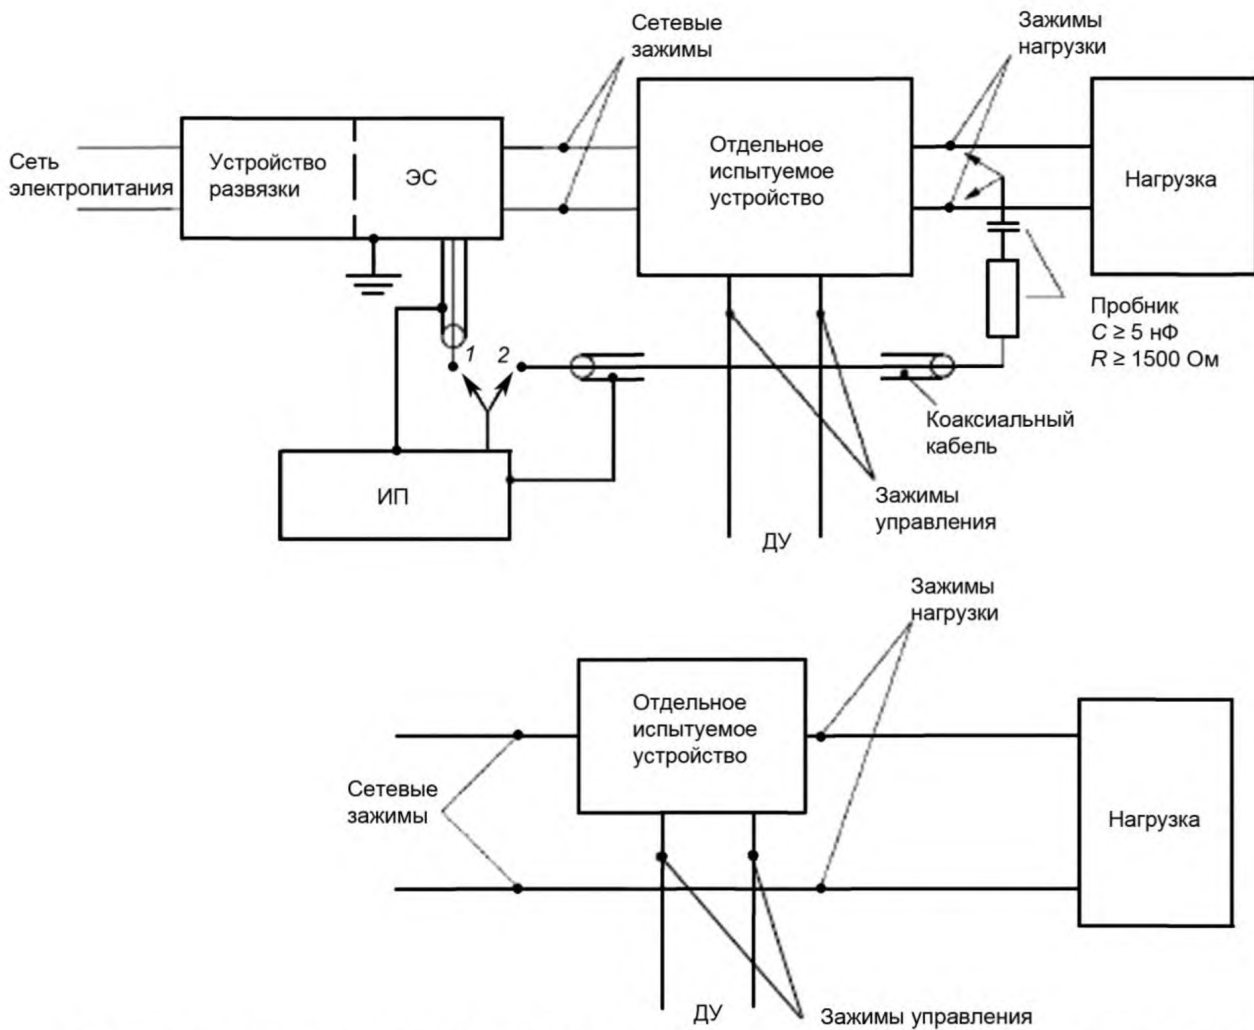 Сетевые
зажимы
Зажимы
нагрузки
Сеть
электропитания
Устройство
развязки
ЭС
Отдельное
испытуемое
устройство
Нагрузка
1
2
Пробник
C ≥ 5 нФ
R ≥ 1500 Ом
Коаксиальный
кабель
ИП
Зажимы
управления
ДУ
Зажимы
нагрузки
Отдельное
испытуемое
устройство
Сетевые
зажимы
Нагрузка
ДУ
Зажимы управления